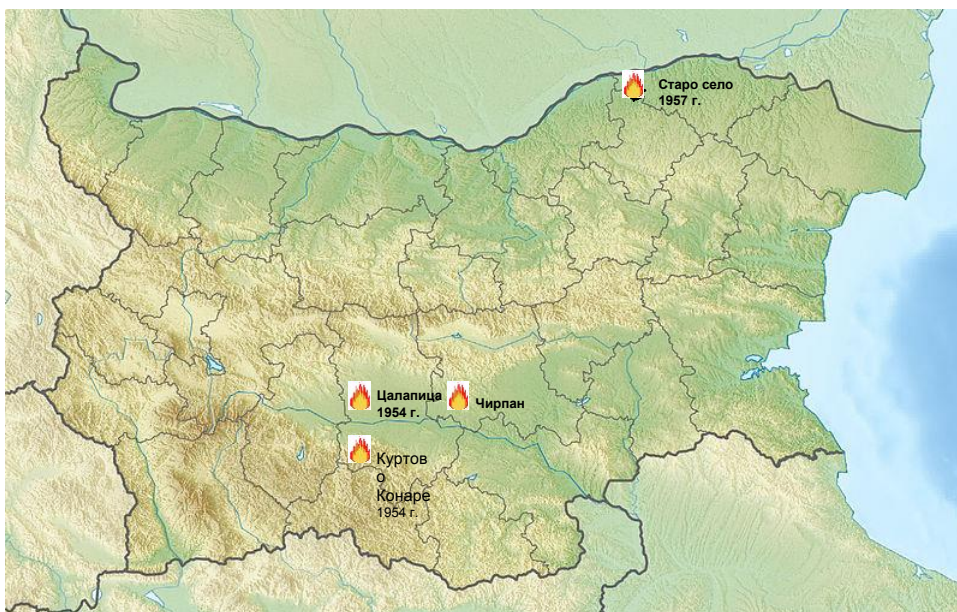 Старо село
1957 г.
Цалапица
1954 г.
Чирпан
Куртов
о
Конаре
1954 г.